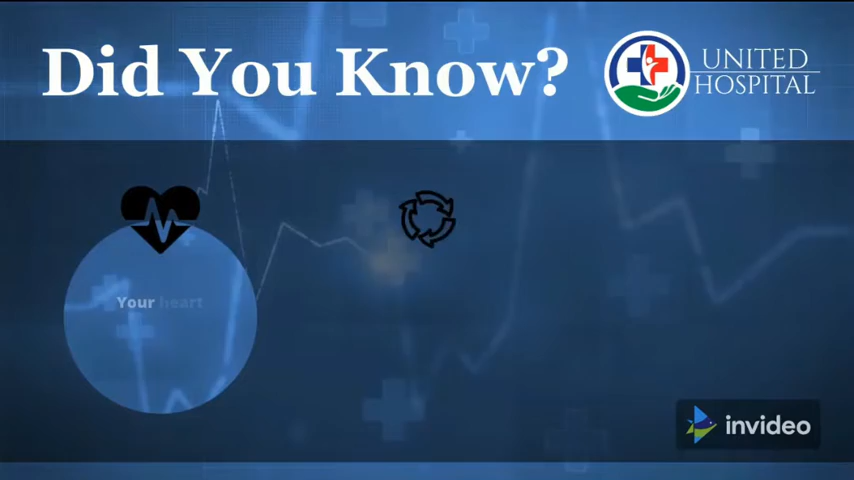 Did You Know?
UNITED
HOSPITAL
Your heart
invideo